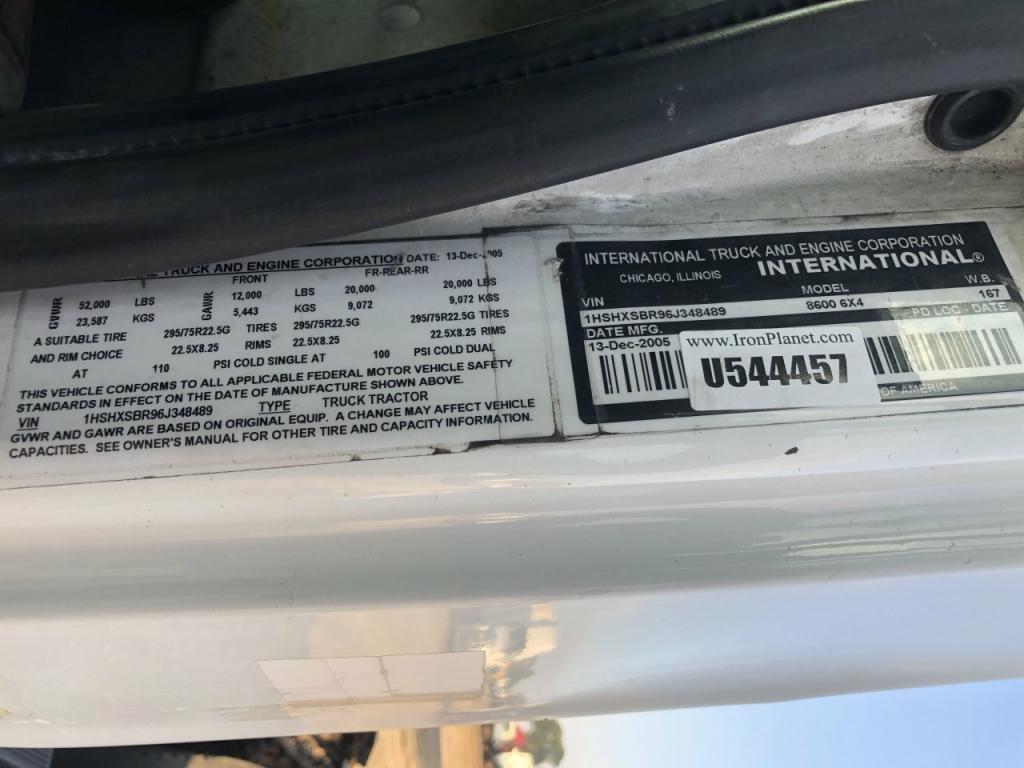 TRUCK AND ENGINE CORPORATION DATE: 13-Dec-2005
FRONT FR-REAR-RR
GVWR 52,000 LBS GAWR 12,000 LBS 20,000 20,000 LBS
23,587 KGS 5,443 KGS 9,072 9,072 KGS
A SUITABLE TIRE 295/75R22.5G TIRES 295/75R22.5G 295/75R22.5G TIRES
AND RIM CHOICE 22.5X8.25 RIMS 22.5X8.25 22.5X8.25 RIMS
AT 110 PSI COLD SINGLE AT 100 PSI COLD DUAL
THIS VEHICLE CONFORMS TO ALL APPLICABLE FEDERAL MOTOR VEHICLE SAFETY
STANDARDS IN EFFECT ON THE DATE OF MANUFACTURE SHOWN ABOVE.
VIN 1HSHXSBR96J348489 TYPE TRUCK TRACTOR
GVWR AND GAWR ARE BASED ON ORIGINAL EQUIP. A CHANGE MAY AFFECT VEHICLE
CAPACITIES. SEE OWNER'S MANUAL FOR OTHER TIRE AND CAPACITY INFORMATION.
INTERNATIONAL TRUCK AND ENGINE CORPORATION
CHICAGO, ILLINOIS INTERNATIONAL®
VIN MODEL W.B.
1HSHXSBR96J348489 8600 6X4 167
DATE MFG. PD LOC - DATE
13-Dec-2005
www.IronPlanet.com
U544457
OF AMERICA